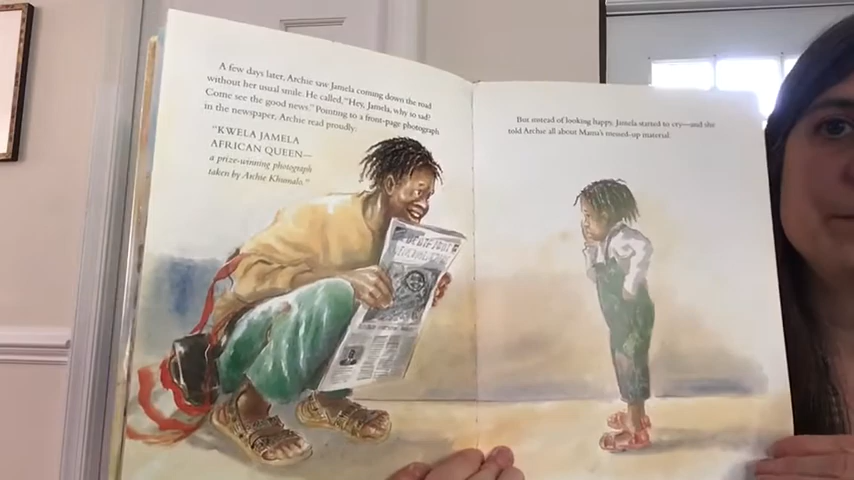 A few days later, Archie saw Jamela coming down the road
without her usual smile. He called, "Hey, Jamela, why so sad?
Come see the good news." Pointing to a front-page photograph
in the newspaper, Archie read proudly:
"KWELA JAMELA
AFRICAN QUEEN—
a prize-winning photograph
taken by Archie Khumalo."
But instead of looking happy, Jamela started to cry—and she
told Archie all about Mama's messed-up material.